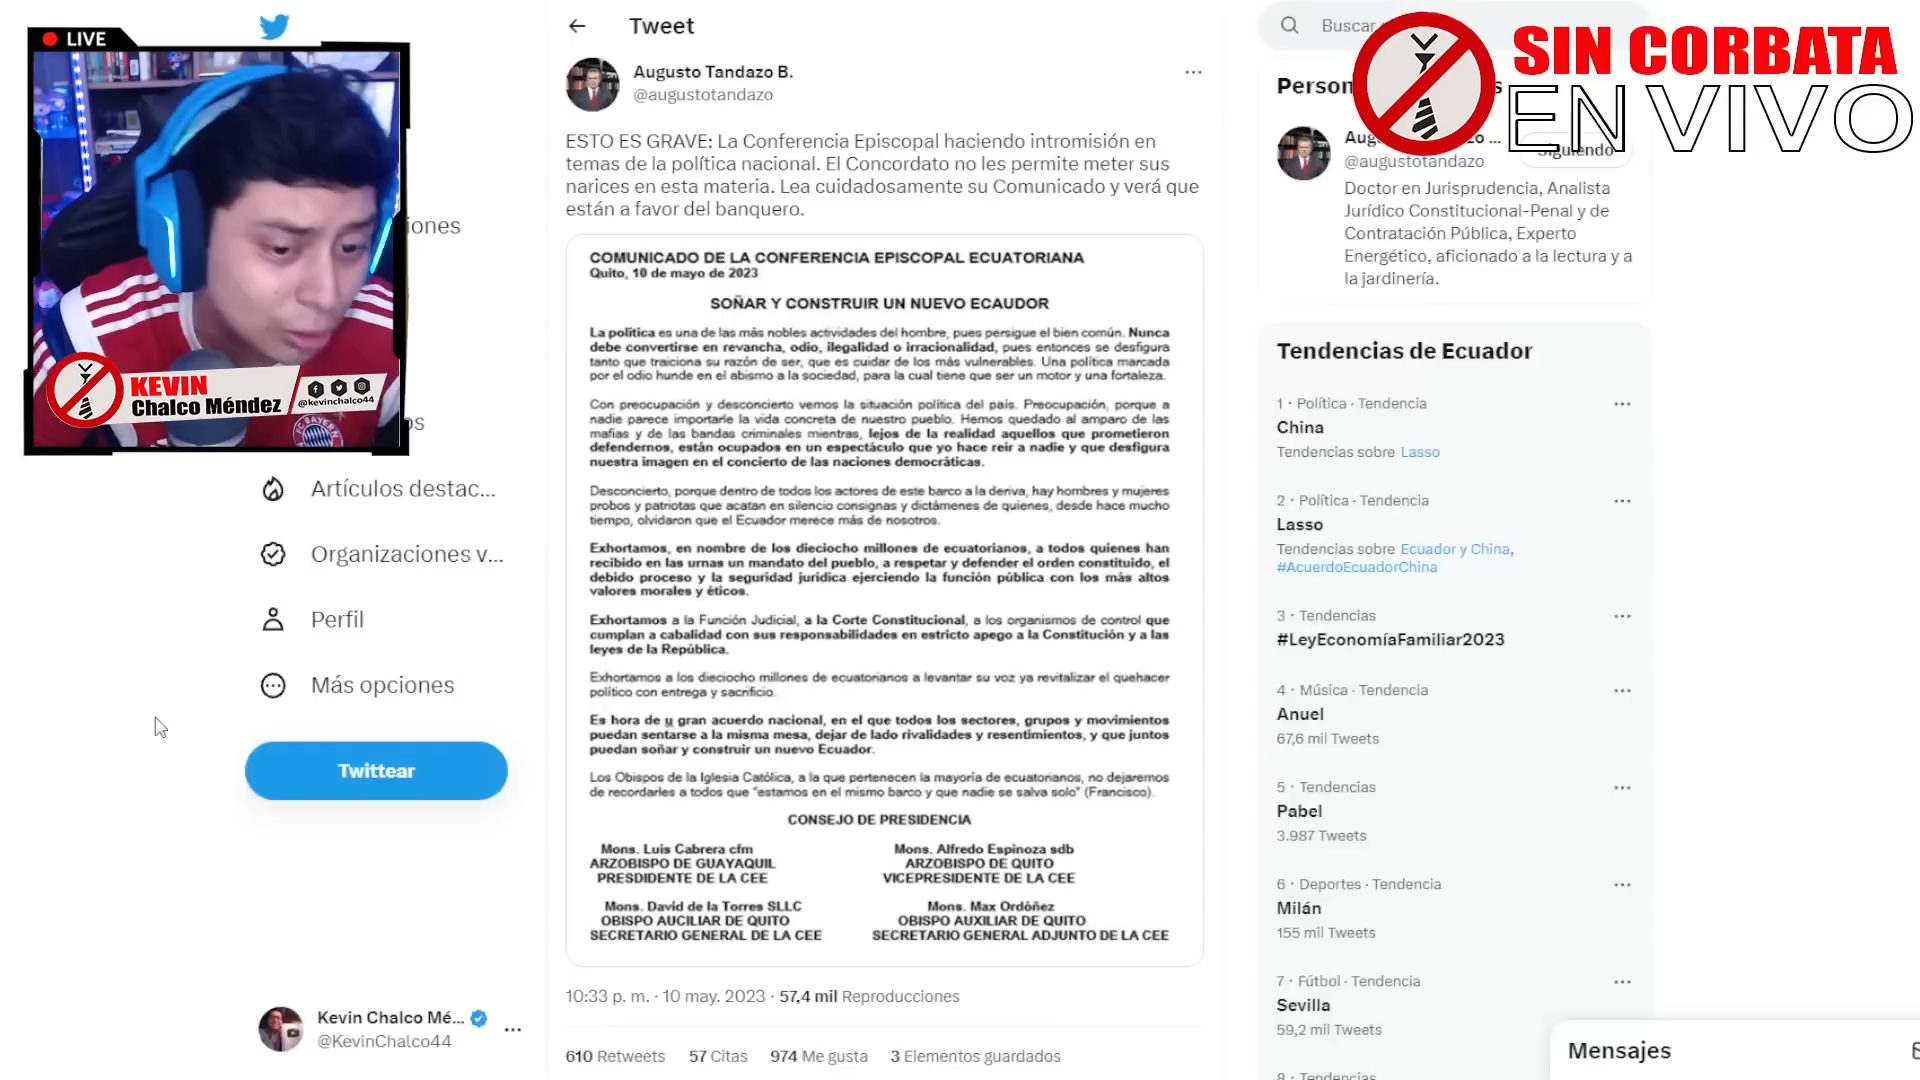 LIVE
KEVIN
Chalco Méndez
@kevinchalco44
FC BAYERN
iones
os
Artículos destac...
Organizaciones v...
Perfil
Más opciones
Twittear
Kevin Chalco Mé...
@KevinChalco44
Tweet
Augusto Tandazo B.
@augustotandazo
ESTO ES GRAVE: La Conferencia Episcopal haciendo intromisión en
temas de la política nacional. El Concordato no les permite meter sus
narices en esta materia. Lea cuidadosamente su Comunicado y verá que
están a favor del banquero.
COMUNICADO DE LA CONFERENCIA EPISCOPAL ECUATORIANA
Quito, 10 de mayo de 2023
SOÑAR Y CONSTRUIR UN NUEVO ECAUDOR
La política es una de las más nobles actividades del hombre, pues persigue el bien común. Nunca
debe convertirse en revancha, odio, ilegalidad o irracionalidad, pues entonces se desfigura
tanto que traiciona su razón de ser, que es cuidar de los más vulnerables. Una política marcada
por el odio hunde en el abismo a la sociedad, para la cual tiene que ser un motor y una fortaleza.
Con preocupación y desconcierto vemos la situación política del país. Preocupación, porque a
nadie parece importarle la vida concreta de nuestro pueblo. Hemos quedado al amparo de las
mafias y de las bandas criminales mientras, lejos de la realidad aquellos que prometieron
defendernos, están ocupados en un espectáculo que yo hace reír a nadie y que desfigura
nuestra imagen en el concierto de las naciones democráticas.
Desconcierto, porque dentro de todos los actores de este barco a la deriva, hay hombres y mujeres
probos y patriotas que acatan en silencio consignas y dictámenes de quienes, desde hace mucho
tiempo, olvidaron que el Ecuador merece más de nosotros.
Exhortamos, en nombre de los dieciocho millones de ecuatorianos, a todos quienes han
recibido en las urnas un mandato del pueblo, a respetar y defender el orden constituido, el
debido proceso y la seguridad jurídica ejerciendo la función pública con los más altos
valores morales y éticos.
Exhortamos a la Función Judicial, a la Corte Constitucional, a los organismos de control que
cumplan a cabalidad con sus responsabilidades en estricto apego a la Constitución y a las
leyes de la República.
Exhortamos a los dieciocho millones de ecuatorianos a levantar su voz ya revitalizar el quehacer
político con entrega y sacrificio.
Es hora de u gran acuerdo nacional, en el que todos los sectores, grupos y movimientos
puedan sentarse a la misma mesa, dejar de lado rivalidades y resentimientos, y que juntos
puedan soñar y construir un nuevo Ecuador.
Los Obispos de la Iglesia Católica, a la que pertenecen la mayoría de ecuatorianos, no dejaremos
de recordarles a todos que "estamos en el mismo barco y que nadie se salva solo" (Francisco).
CONSEJO DE PRESIDENCIA
Mons. Luis Cabrera cfm
ARZOBISPO DE GUAYAQUIL
PRESDIDENTE DE LA CEE
Mons. Alfredo Espinoza sdb
ARZOBISPO DE QUITO
VICEPRESIDENTE DE LA CEE
Mons. David de la Torres SLLC
OBISPO AUCILIAR DE QUITO
SECRETARIO GENERAL DE LA CEE
Mons. Max Ordóñez
OBISPO AUXILIAR DE QUITO
SECRETARIO GENERAL ADJUNTO DE LA CEE
10:33 p. m. · 10 may. 2023 · 57,4 mil Reproducciones
610 Retweets 57 Citas 974 Me gusta 3 Elementos guardados
Buscar
SIN CORBATA
EN VIVO
Person
Siguiendo
@augustotandazo
Doctor en Jurisprudencia, Analista
Jurídico Constitucional-Penal y de
Contratación Pública, Experto
Energético, aficionado a la lectura y a
la jardinería.
Tendencias de Ecuador
1 · Política · Tendencia
China
Tendencias sobre Lasso
2 · Política · Tendencia
Lasso
Tendencias sobre Ecuador y China,
#AcuerdoEcuadorChina
3 · Tendencias
#LeyEconomíaFamiliar2023
4 · Música · Tendencia
Anuel
67,6 mil Tweets
5 · Tendencias
Pabel
3.987 Tweets
6 · Deportes · Tendencia
Milán
155 mil Tweets
7 · Fútbol · Tendencia
Sevilla
59,2 mil Tweets
8 · Tendencias
Mensajes